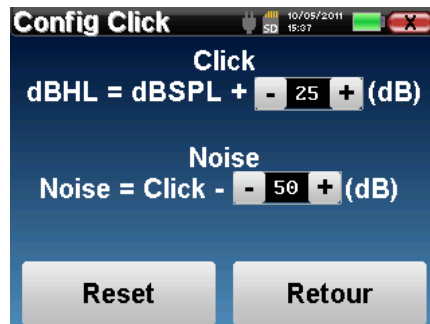 Config Click SD 10/05/2011 15:37 X
Click
dBHL = dBSPL + - 25 + (dB)
Noise
Noise = Click - - 50 + (dB)
Reset Retour